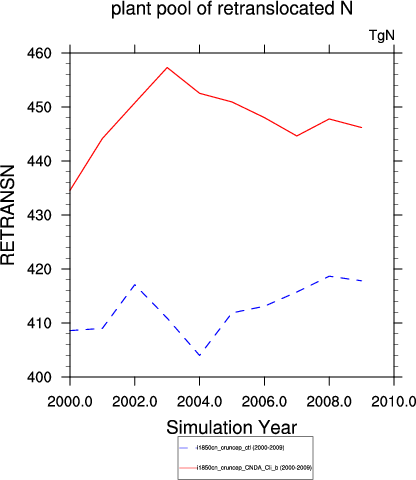 plant pool of retranslocated N
TgN
460
450
440
430
420
410
400
RETRANSN
2000.0 2002.0 2004.0 2006.0 2008.0 2010.0
Simulation Year
i1850cn_cruncep_ctl (2000-2009)
i1850cn_cruncep_CNDA_Cli_b (2000-2009)